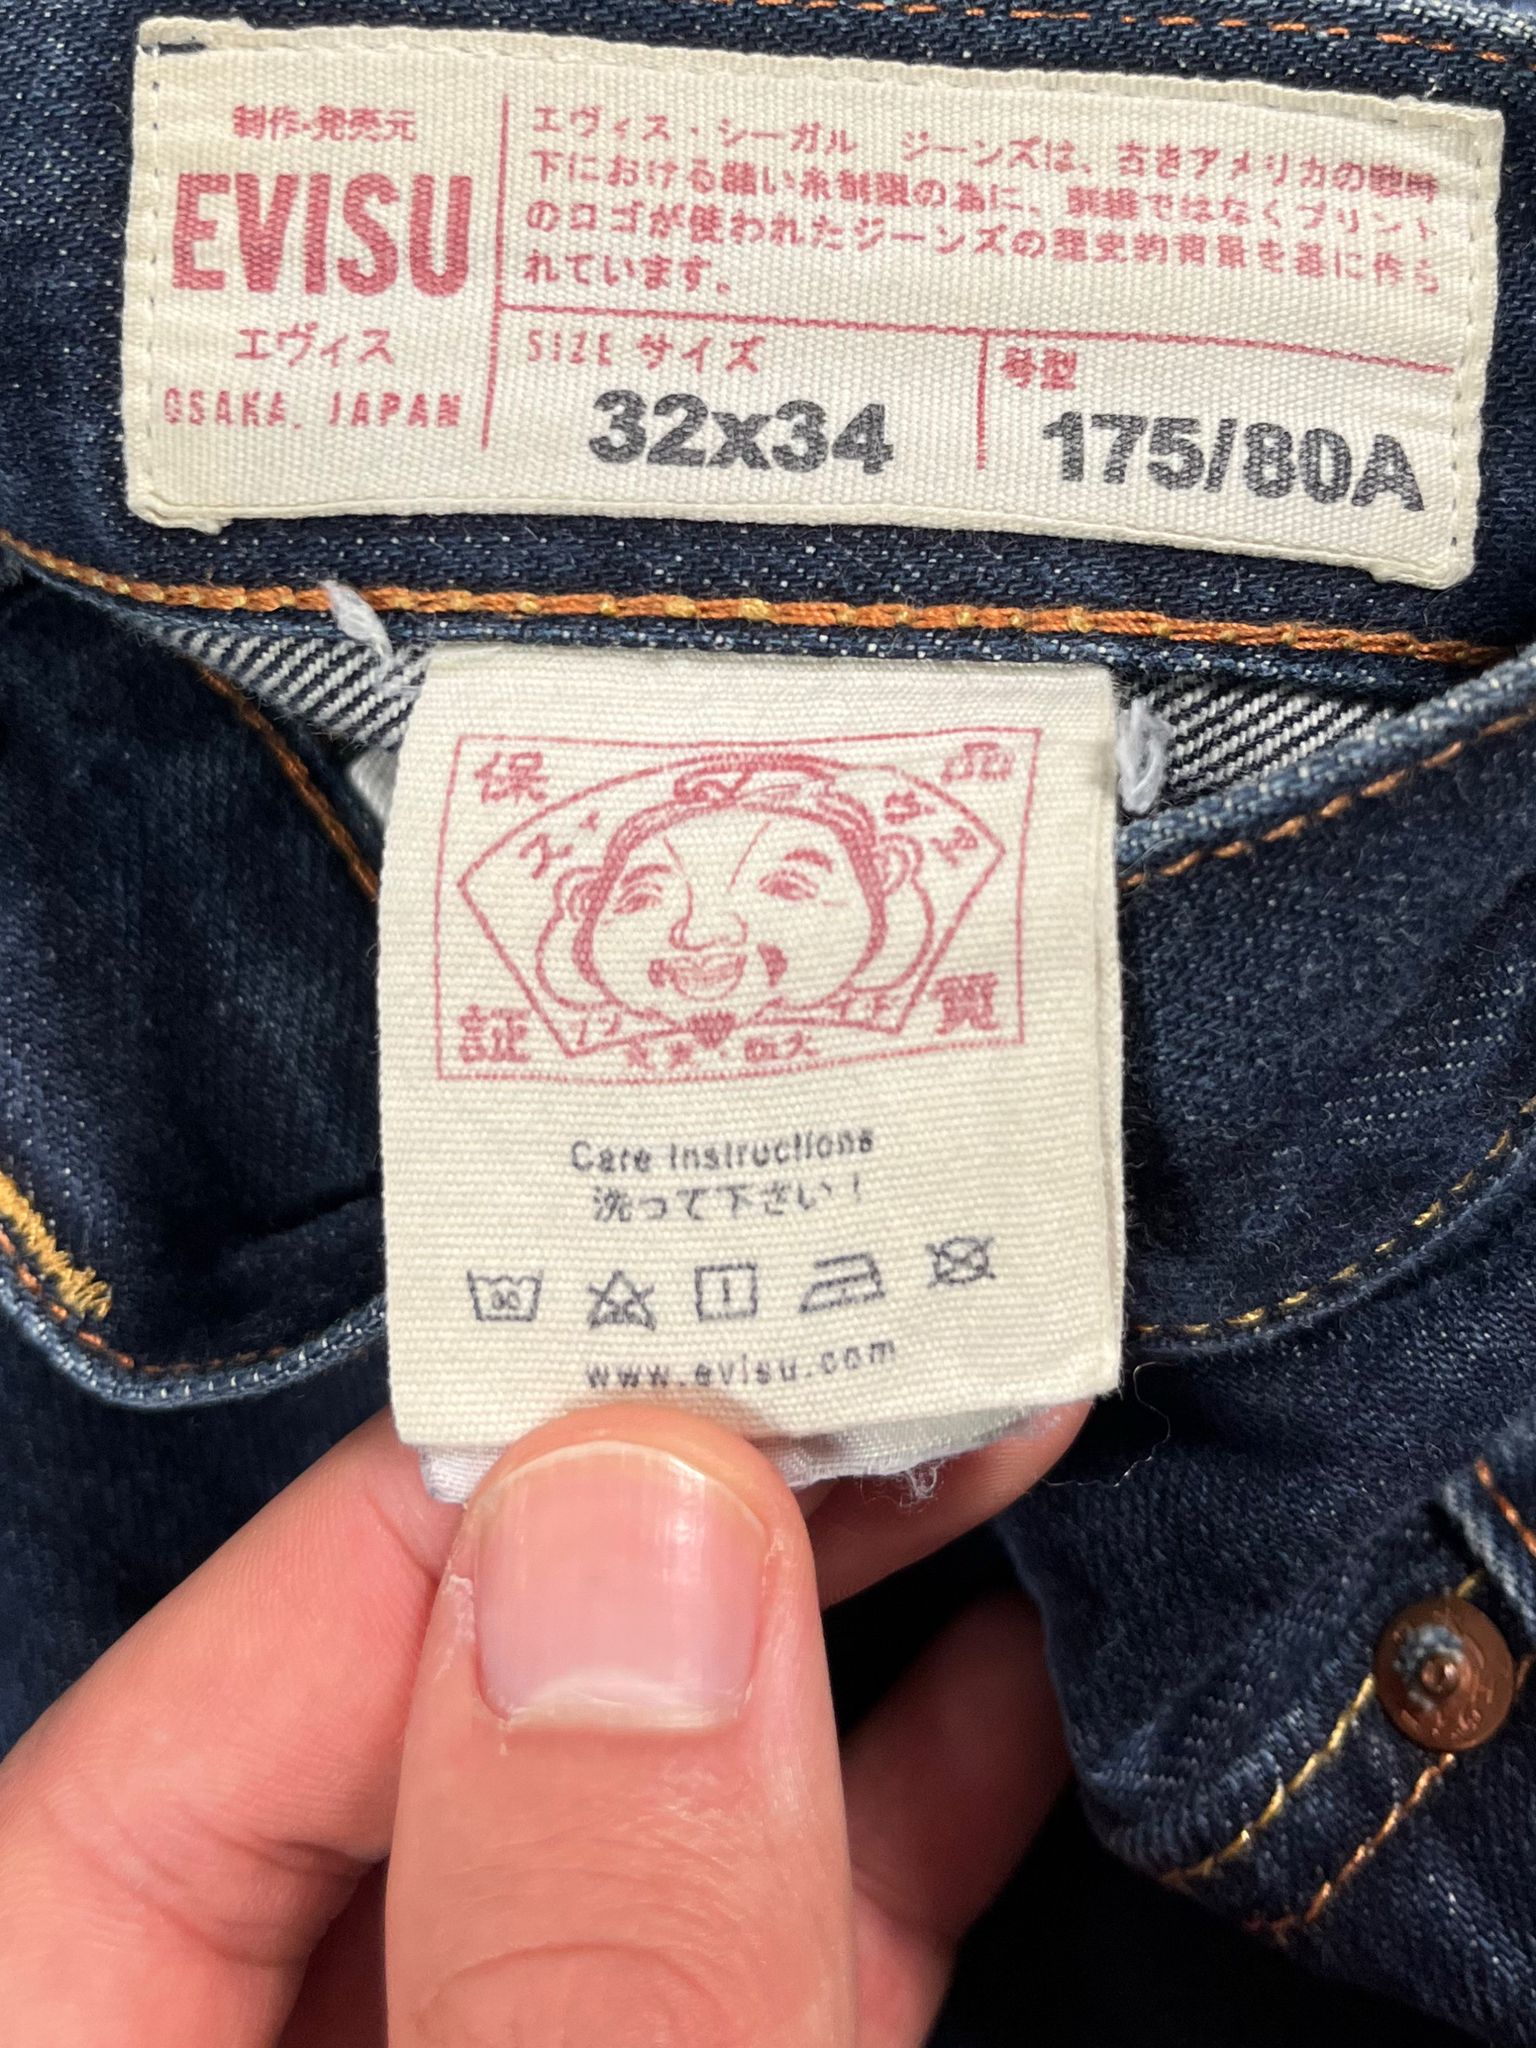 制作・発売元
EVISU
エヴィス
OSAKA, JAPAN
エヴィス・シーガル ジーンズは、古きアメリカの戦時
下における縫い糸制限の為に、刺繍ではなくプリント
のロゴが使われたジーンズの歴史的背景を基に作ら
れています。
SIZE サイズ
32x34
号型
175/80A
保
品
証
質
Care Instructions
洗って下さい!
30
www.evisu.com